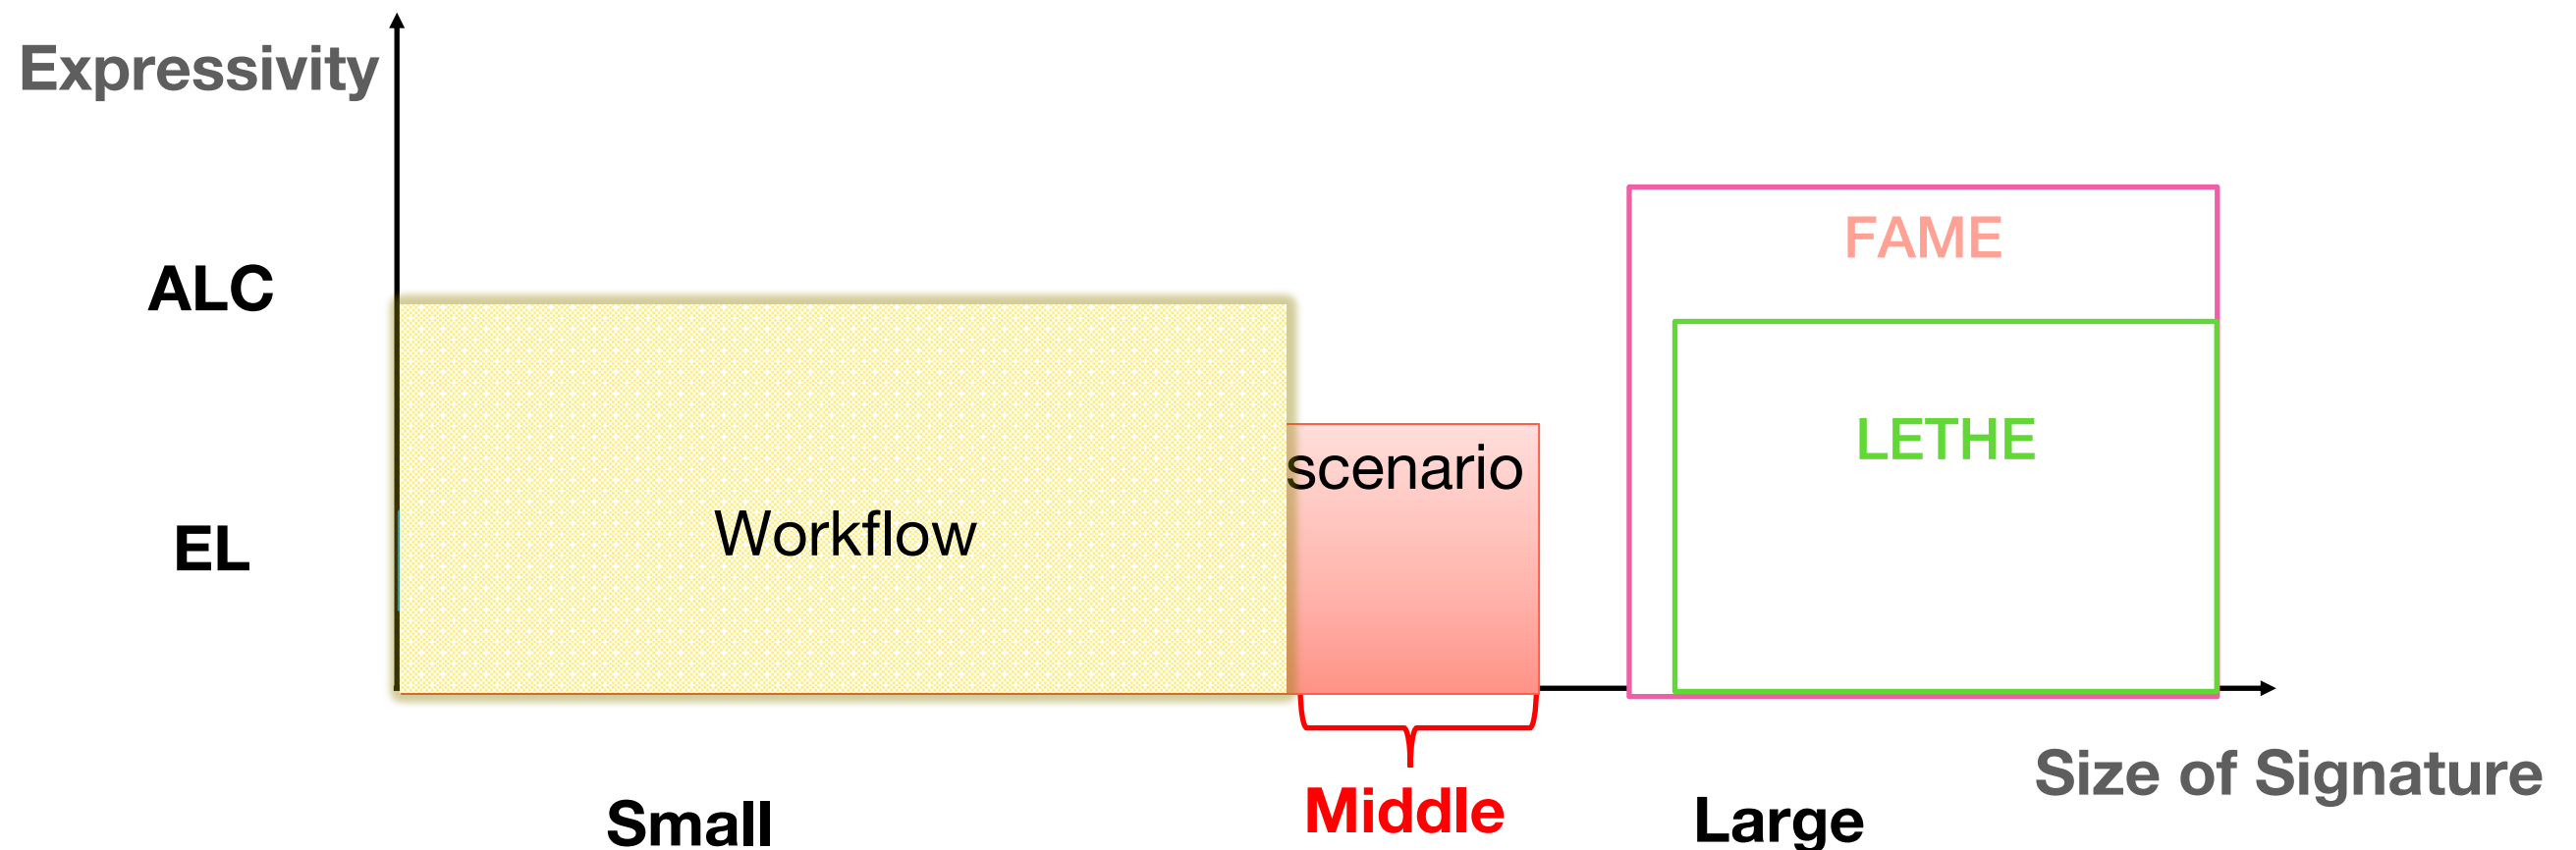 Expressivity
FAME
ALC
LETHE
scenario
Workflow
EL
Size of Signature
Small
Middle
Large